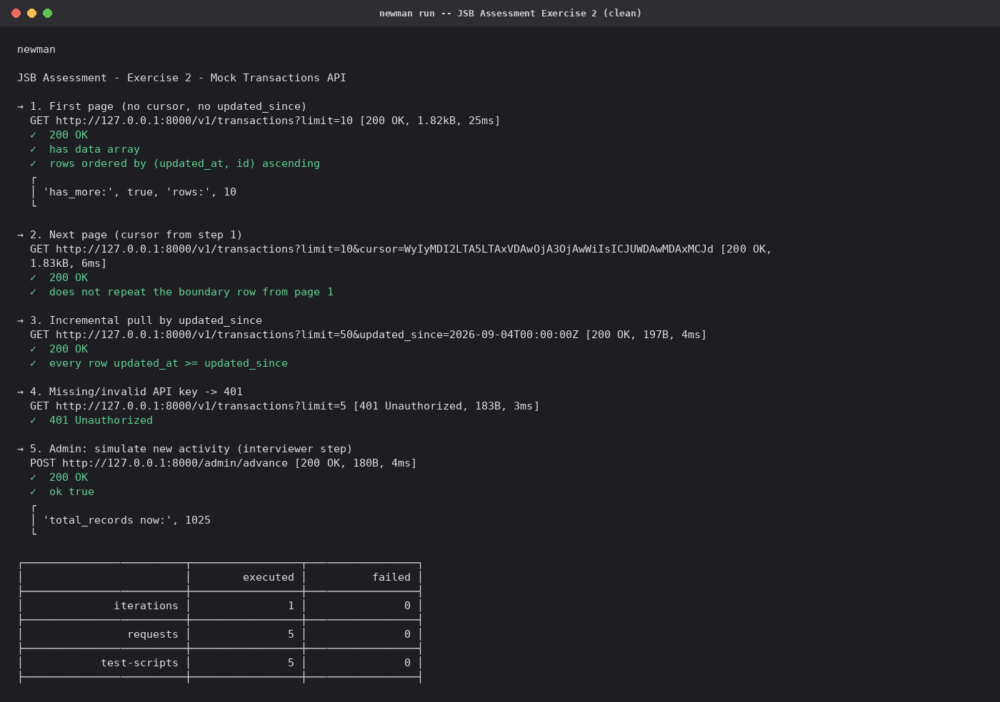 newman run -- JSB Assessment Exercise 2 (clean)
newman
JSB Assessment - Exercise 2 - Mock Transactions API
→ 1. First page (no cursor, no updated_since)
GET http://127.0.0.1:8000/v1/transactions?limit=10 [200 OK, 1.82kB, 25ms]
✓ 200 OK
✓ has data array
✓ rows ordered by (updated_at, id) ascending
┌
│ 'has_more:', true, 'rows:', 10
└
→ 2. Next page (cursor from step 1)
GET http://127.0.0.1:8000/v1/transactions?limit=10&cursor=WyIyMDI2LTA5LTAxVDAwOjA3OjAwWiIsICJUWDAwMDAxMCJd [200 OK,
1.83kB, 6ms]
✓ 200 OK
✓ does not repeat the boundary row from page 1
→ 3. Incremental pull by updated_since
GET http://127.0.0.1:8000/v1/transactions?limit=50&updated_since=2026-09-04T00:00:00Z [200 OK, 197B, 4ms]
✓ 200 OK
✓ every row updated_at >= updated_since
→ 4. Missing/invalid API key -> 401
GET http://127.0.0.1:8000/v1/transactions?limit=5 [401 Unauthorized, 183B, 3ms]
✓ 401 Unauthorized
→ 5. Admin: simulate new activity (interviewer step)
POST http://127.0.0.1:8000/admin/advance [200 OK, 180B, 4ms]
✓ 200 OK
✓ ok true
┌
│ 'total_records now:', 1025
└
executed │ failed
iterations │ 1 │ 0
requests │ 5 │ 0
test-scripts │ 5 │ 0